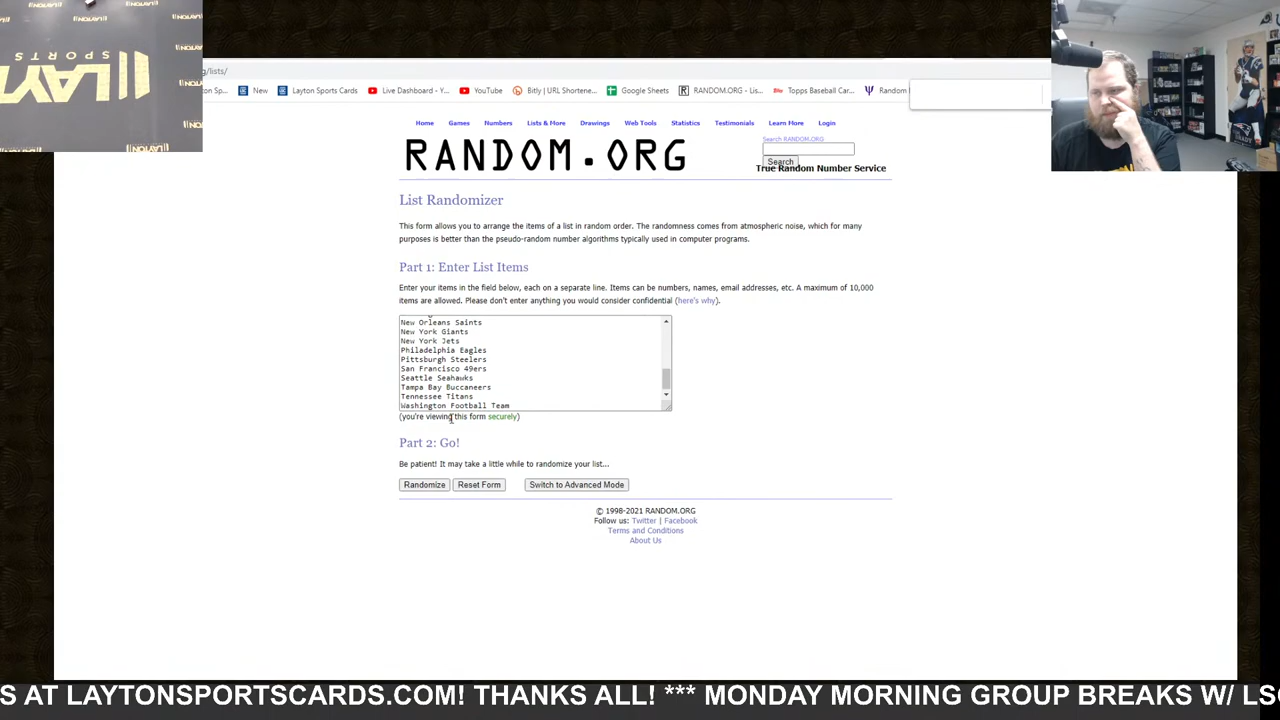 SPORTS
LAYT
g/lists/
on Sp...
New
Layton Sports Cards
Live Dashboard - Y...
YouTube
Bitly | URL Shortene...
Google Sheets
RANDOM.ORG - Lis...
Topps Baseball Car...
Random
Home
Games
Numbers
Lists & More
Drawings
Web Tools
Statistics
Testimonials
Learn More
Login
RANDOM.ORG
Search RANDOM.ORG
Search
True Random Number Service
List Randomizer
This form allows you to arrange the items of a list in random order. The randomness comes from atmospheric noise, which for many
purposes is better than the pseudo-random number algorithms typically used in computer programs.
Part 1: Enter List Items
Enter your items in the field below, each on a separate line. Items can be numbers, names, email addresses, etc. A maximum of 10,000
items are allowed. Please don't enter anything you would consider confidential (here's why).
New Orleans Saints
New York Giants
New York Jets
Philadelphia Eagles
Pittsburgh Steelers
San Francisco 49ers
Seattle Seahawks
Tampa Bay Buccaneers
Tennessee Titans
Washington Football Team
(you're viewing this form securely)
Part 2: Go!
Be patient! It may take a little while to randomize your list...
Randomize
Reset Form
Switch to Advanced Mode
© 1998-2021 RANDOM.ORG
Follow us: Twitter | Facebook
Terms and Conditions
About Us
S AT LAYTONSPORTSCARDS.COM! THANKS ALL! *** MONDAY MORNING GROUP BREAKS W/ LSC